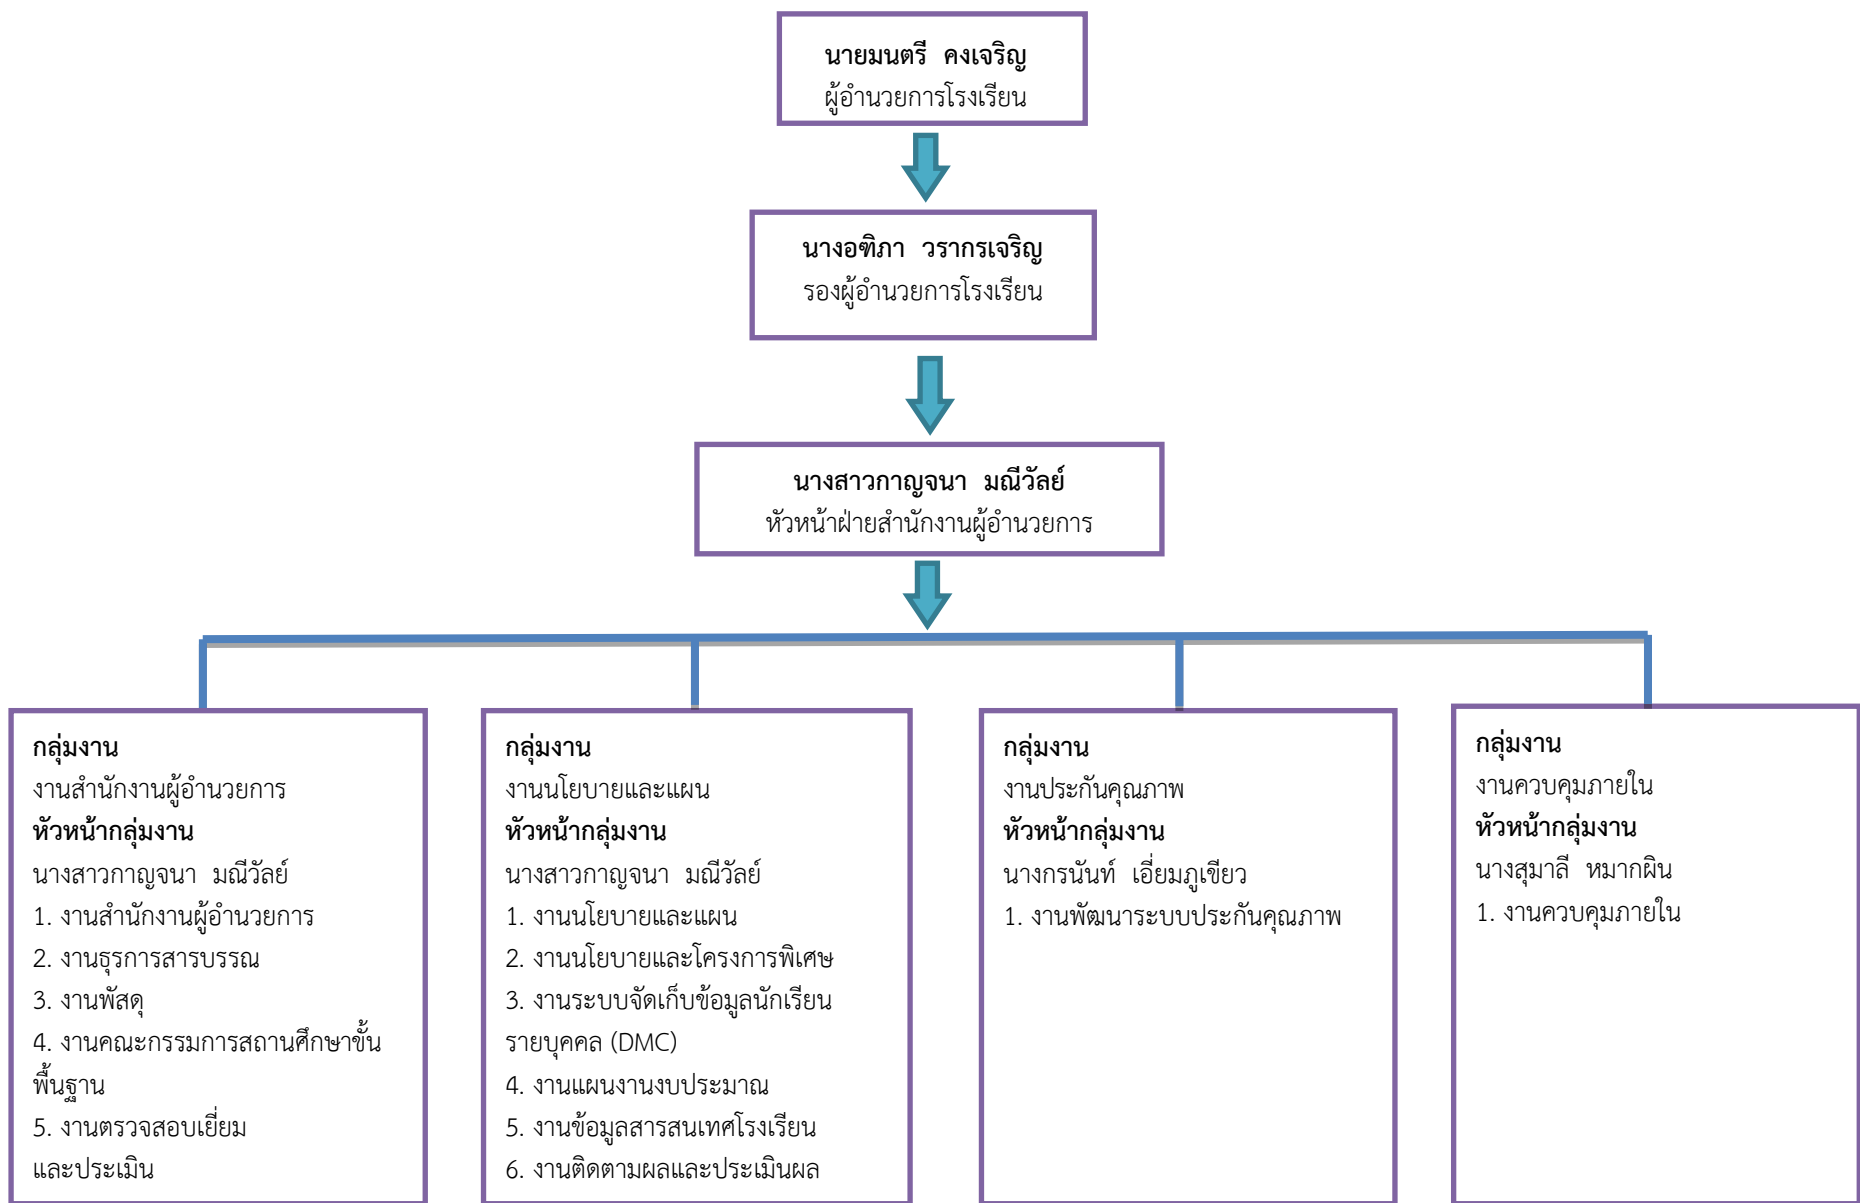 นายมนตรี คงเจริญ
ผู้อำนวยการโรงเรียน
นางอฑิภา วรากรเจริญ
รองผู้อำนวยการโรงเรียน
นางสาวกาญจนา มณีวัลย์
หัวหน้าฝ่ายสำนักงานผู้อำนวยการ
กลุ่มงาน
งานสำนักงานผู้อำนวยการ
หัวหน้ากลุ่มงาน
นางสาวกาญจนา มณีวัลย์
1. งานสำนักงานผู้อำนวยการ
2. งานธุรการสารบรรณ
3. งานพัสดุ
4. งานคณะกรรมการสถานศึกษาขั้น
พื้นฐาน
5. งานตรวจสอบเยี่ยม
และประเมิน
กลุ่มงาน
งานนโยบายและแผน
หัวหน้ากลุ่มงาน
นางสาวกาญจนา มณีวัลย์
1. งานนโยบายและแผน
2. งานนโยบายและโครงการพิเศษ
3. งานระบบจัดเก็บข้อมูลนักเรียน
รายบุคคล (DMC)
4. งานแผนงานงบประมาณ
5. งานข้อมูลสารสนเทศโรงเรียน
6. งานติดตามผลและประเมินผล
กลุ่มงาน
งานประกันคุณภาพ
หัวหน้ากลุ่มงาน
นางกรนันท์ เอี่ยมภูเขียว
1. งานพัฒนาระบบประกันคุณภาพ
กลุ่มงาน
งานควบคุมภายใน
หัวหน้ากลุ่มงาน
นางสุมาลี หมากผิน
1. งานควบคุมภายใน